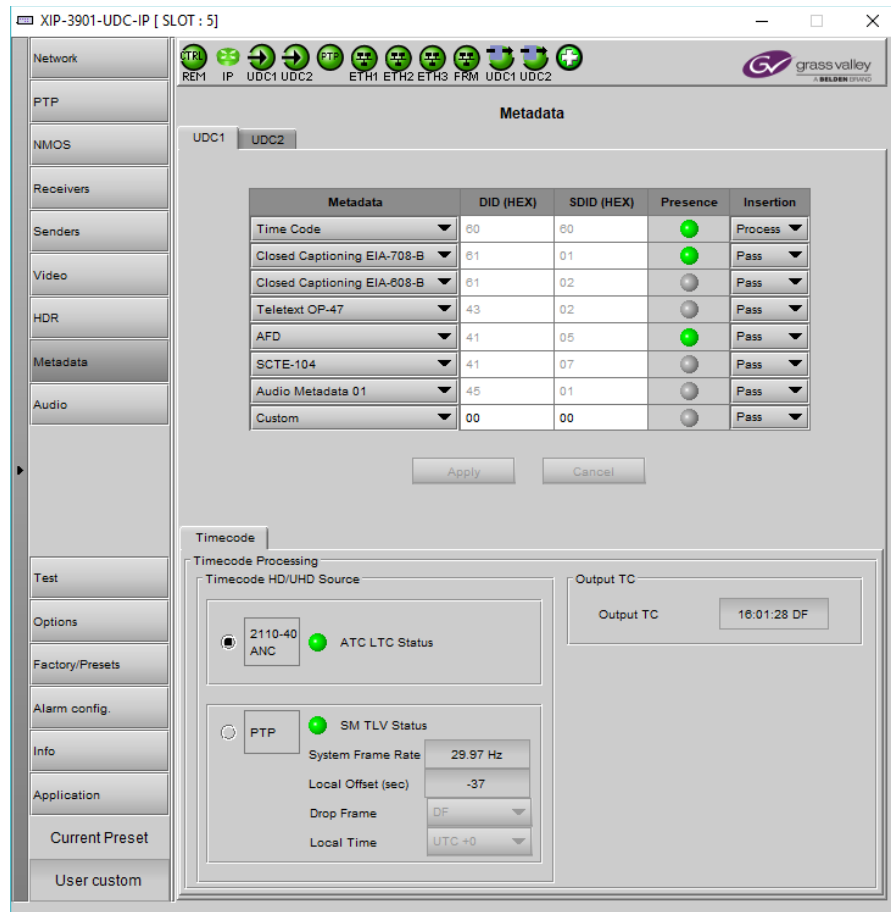 XIP-3901-UDC-IP [ SLOT : 5]
Network
PTP
NMOS
Receivers
Senders
Video
HDR
Metadata
Audio
Test
Options
Factory/Presets
Alarm config.
Info
Application
Current Preset
User custom
CTRL PTP
REM IP UDC1 UDC2 ETH1 ETH2 ETH3 FRM UDC1 UDC2
GV grass valley
A BELDEN BRAND
Metadata
UDC1 UDC2
Metadata DID (HEX) SDID (HEX) Presence Insertion
Time Code 60 60 Process
Closed Captioning EIA-708-B 61 01 Pass
Closed Captioning EIA-608-B 61 02 Pass
Teletext OP-47 43 02 Pass
AFD 41 05 Pass
SCTE-104 41 07 Pass
Audio Metadata 01 45 01 Pass
Custom 00 00 Pass
Apply Cancel
Timecode
Timecode Processing
Timecode HD/UHD Source
2110-40
ANC
ATC LTC Status
PTP
SM TLV Status
System Frame Rate 29.97 Hz
Local Offset (sec) -37
Drop Frame DF
Local Time UTC +0
Output TC
Output TC 16:01:28 DF